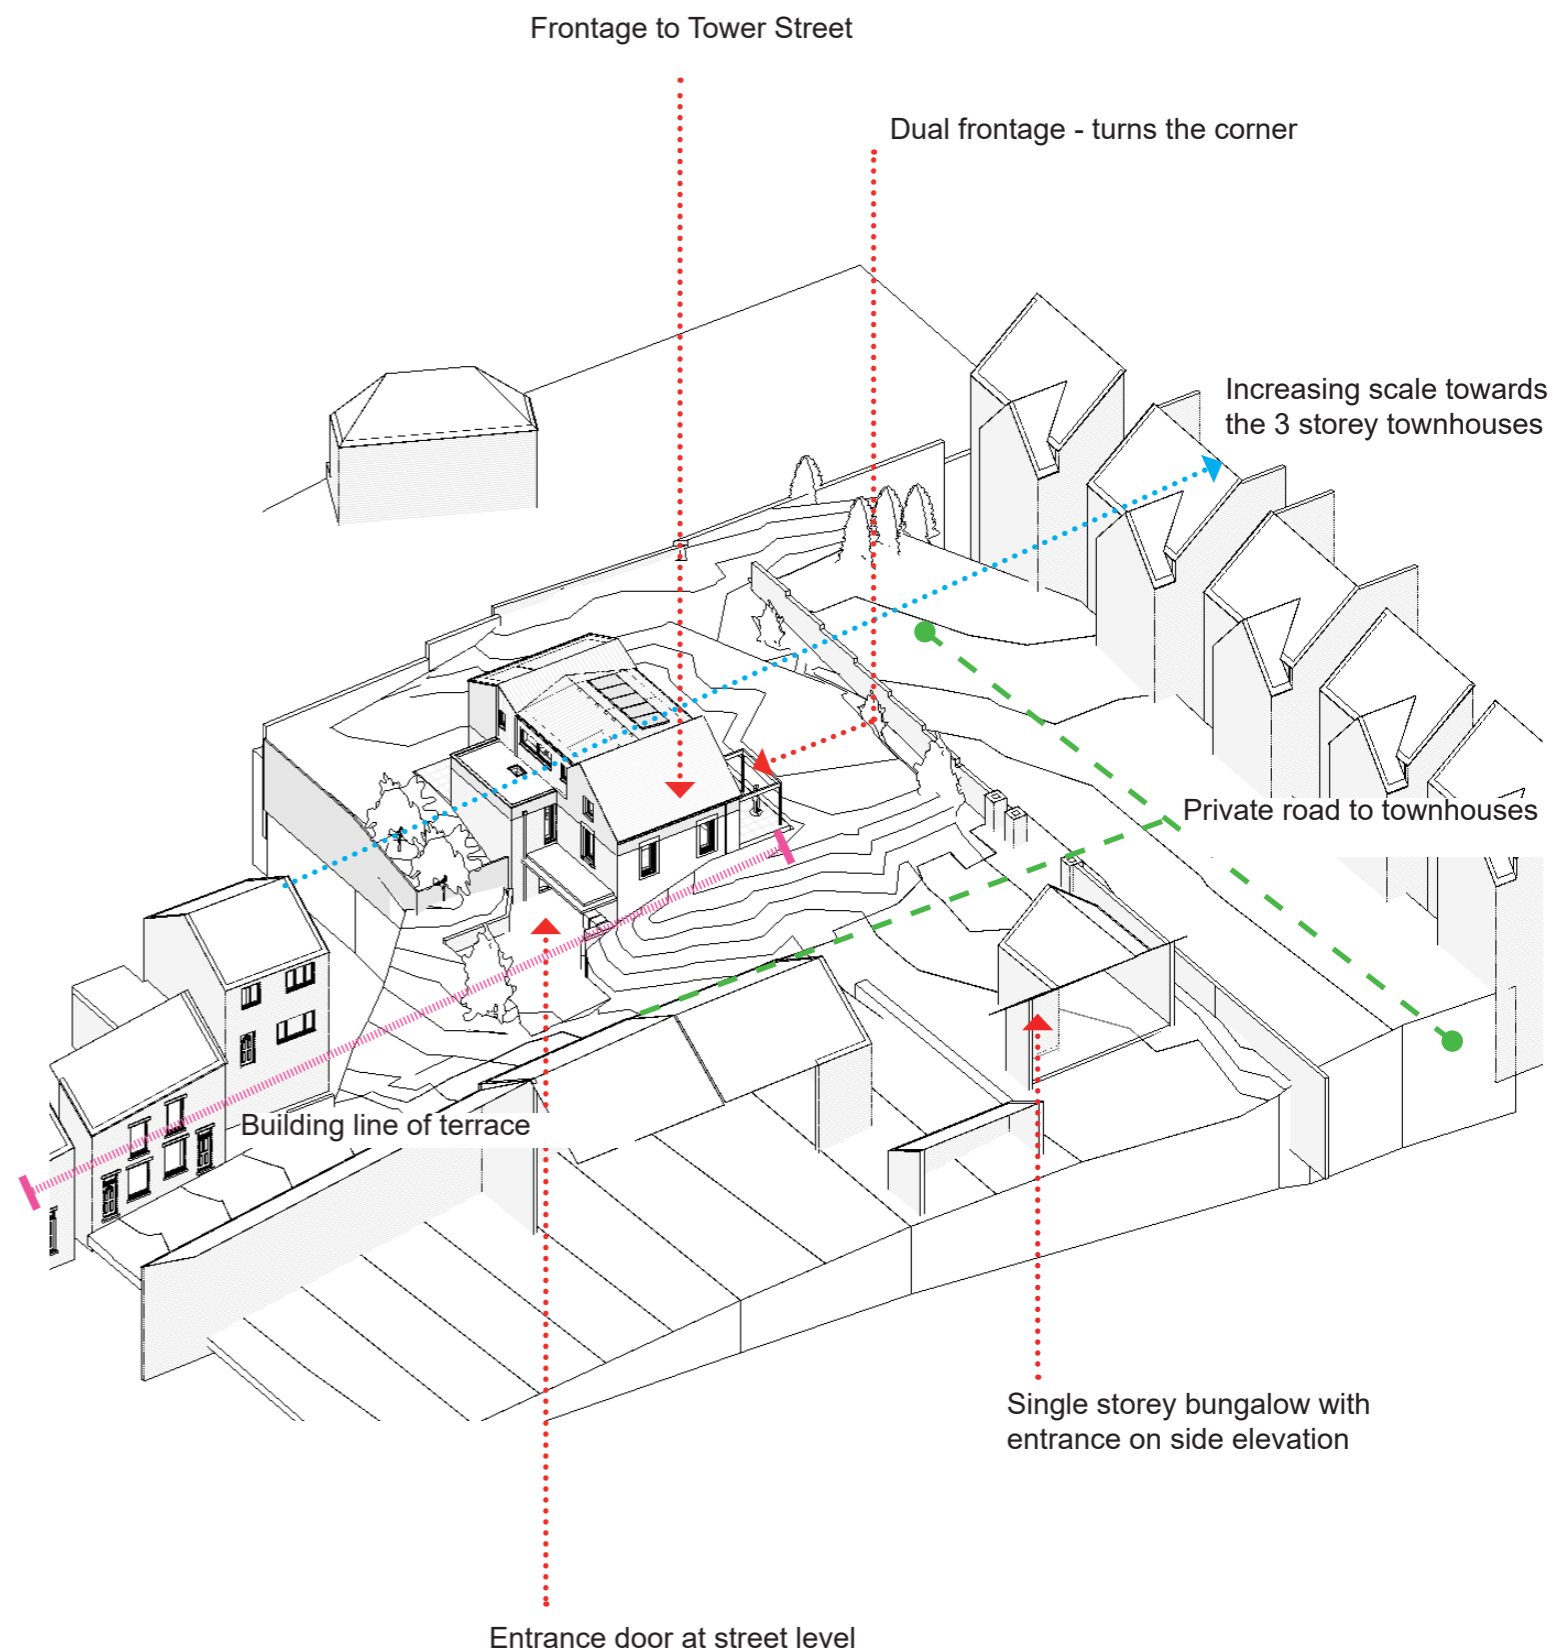 Frontage to Tower Street
Dual frontage - turns the corner
Increasing scale towards
the 3 storey townhouses
Private road to townhouses
Building line of terrace
Single storey bungalow with
entrance on side elevation
Entrance door at street level